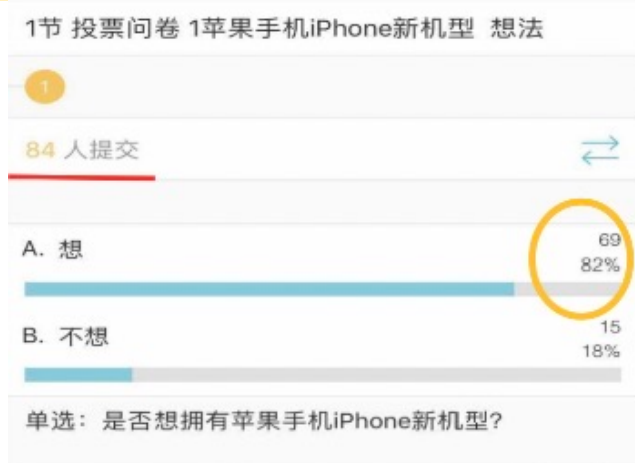 1节 投票问卷 1苹果手机iPhone新机型 想法
1
84 人提交
A. 想
69
82%
B. 不想
15
18%
单选：是否想拥有苹果手机iPhone新机型?